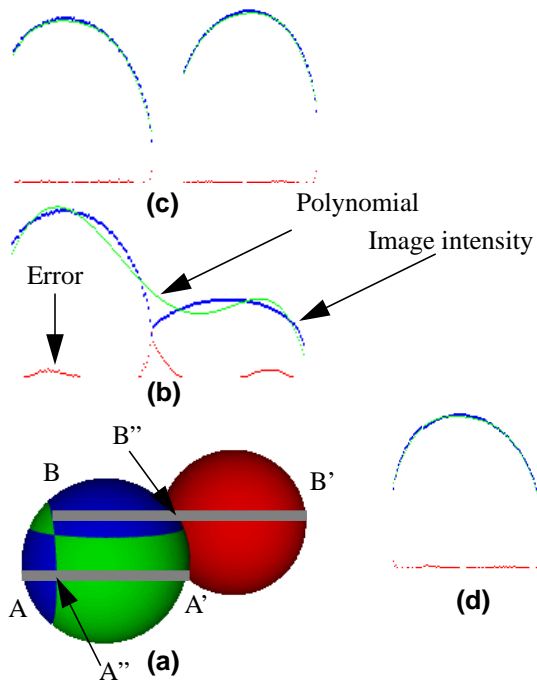 (c)
Polynomial
Image intensity
Error
(b)
B”
B
B’
A
A’
(d)
A”
(a)